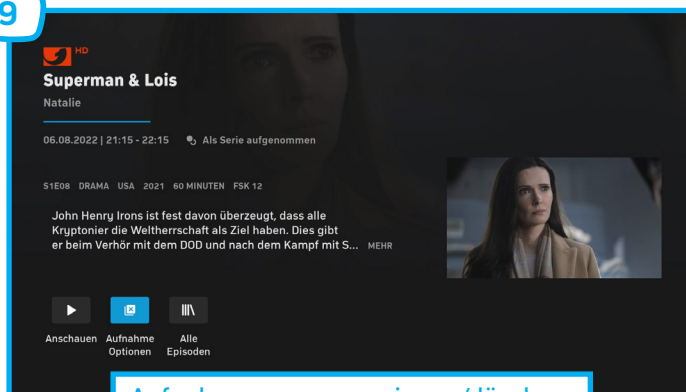 9
HD
Superman & Lois
Natalie
06.08.2022 | 21:15 - 22:15 Als Serie aufgenommen
S1E08 DRAMA USA 2021 60 MINUTEN FSK 12
John Henry Irons ist fest davon überzeugt, dass alle
Kryptonier die Weltherrschaft als Ziel haben. Dies gibt
er beim Verhör mit dem DOD und nach dem Kampf mit S... MEHR
Anschauen Aufnahme Alle
Optionen Episoden